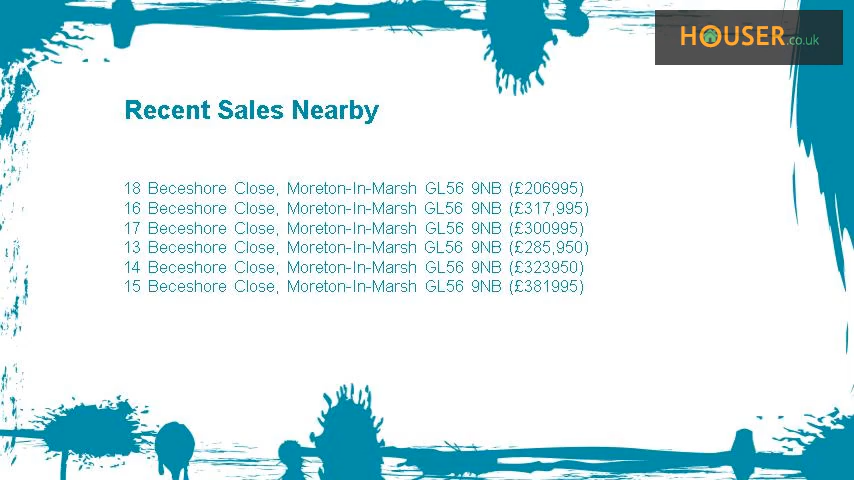 HOUSER.co.uk
Recent Sales Nearby
18 Beceshore Close, Moreton-In-Marsh GL56 9NB (£206995)
16 Beceshore Close, Moreton-In-Marsh GL56 9NB (£317,995)
17 Beceshore Close, Moreton-In-Marsh GL56 9NB (£300995)
13 Beceshore Close, Moreton-In-Marsh GL56 9NB (£285,950)
14 Beceshore Close, Moreton-In-Marsh GL56 9NB (£323950)
15 Beceshore Close, Moreton-In-Marsh GL56 9NB (£381995)